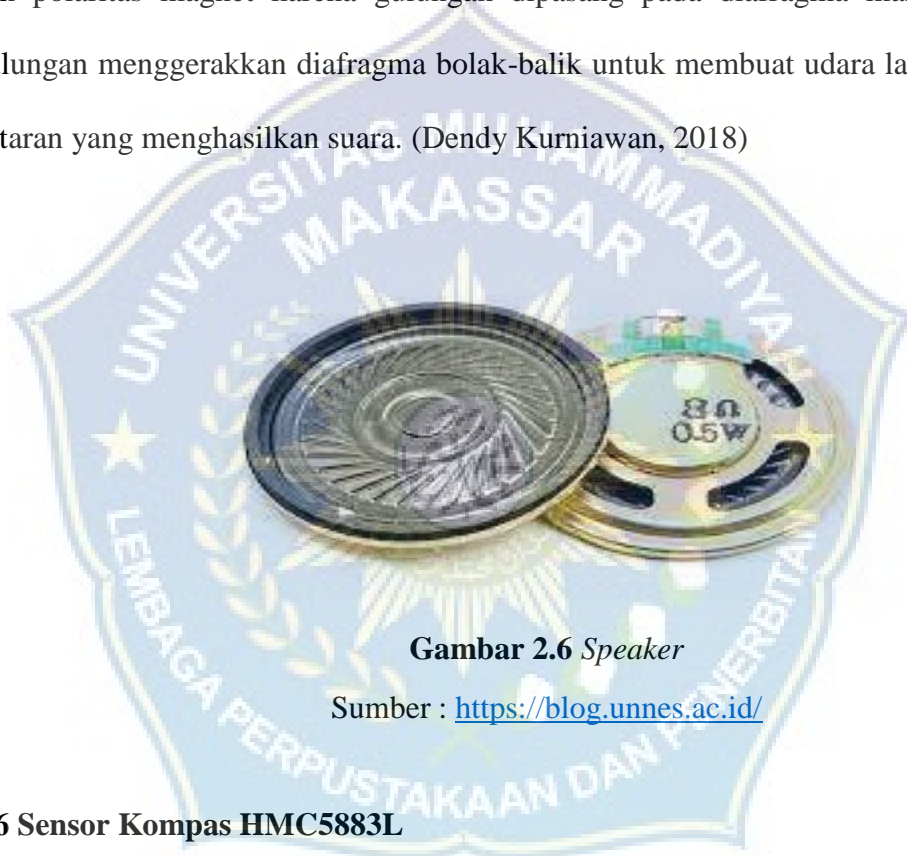 polaritas magnet karena gulungan dipasang pada diafragma
lungan menggerakkan diafragma bolak-balik untuk membuat udara la
taran yang menghasilkan suara. (Dendy Kurniawan, 2018)
UNIVERSITAS MUHAMMADIYAH
MAKASSAR
8 Ω
0.5W
LEMBAGA PERPUSTAKAAN DAN PENERBITAN
Gambar 2.6 Speaker
Sumber : https://blog.unnes.ac.id/
6 Sensor Kompas HMC5883L